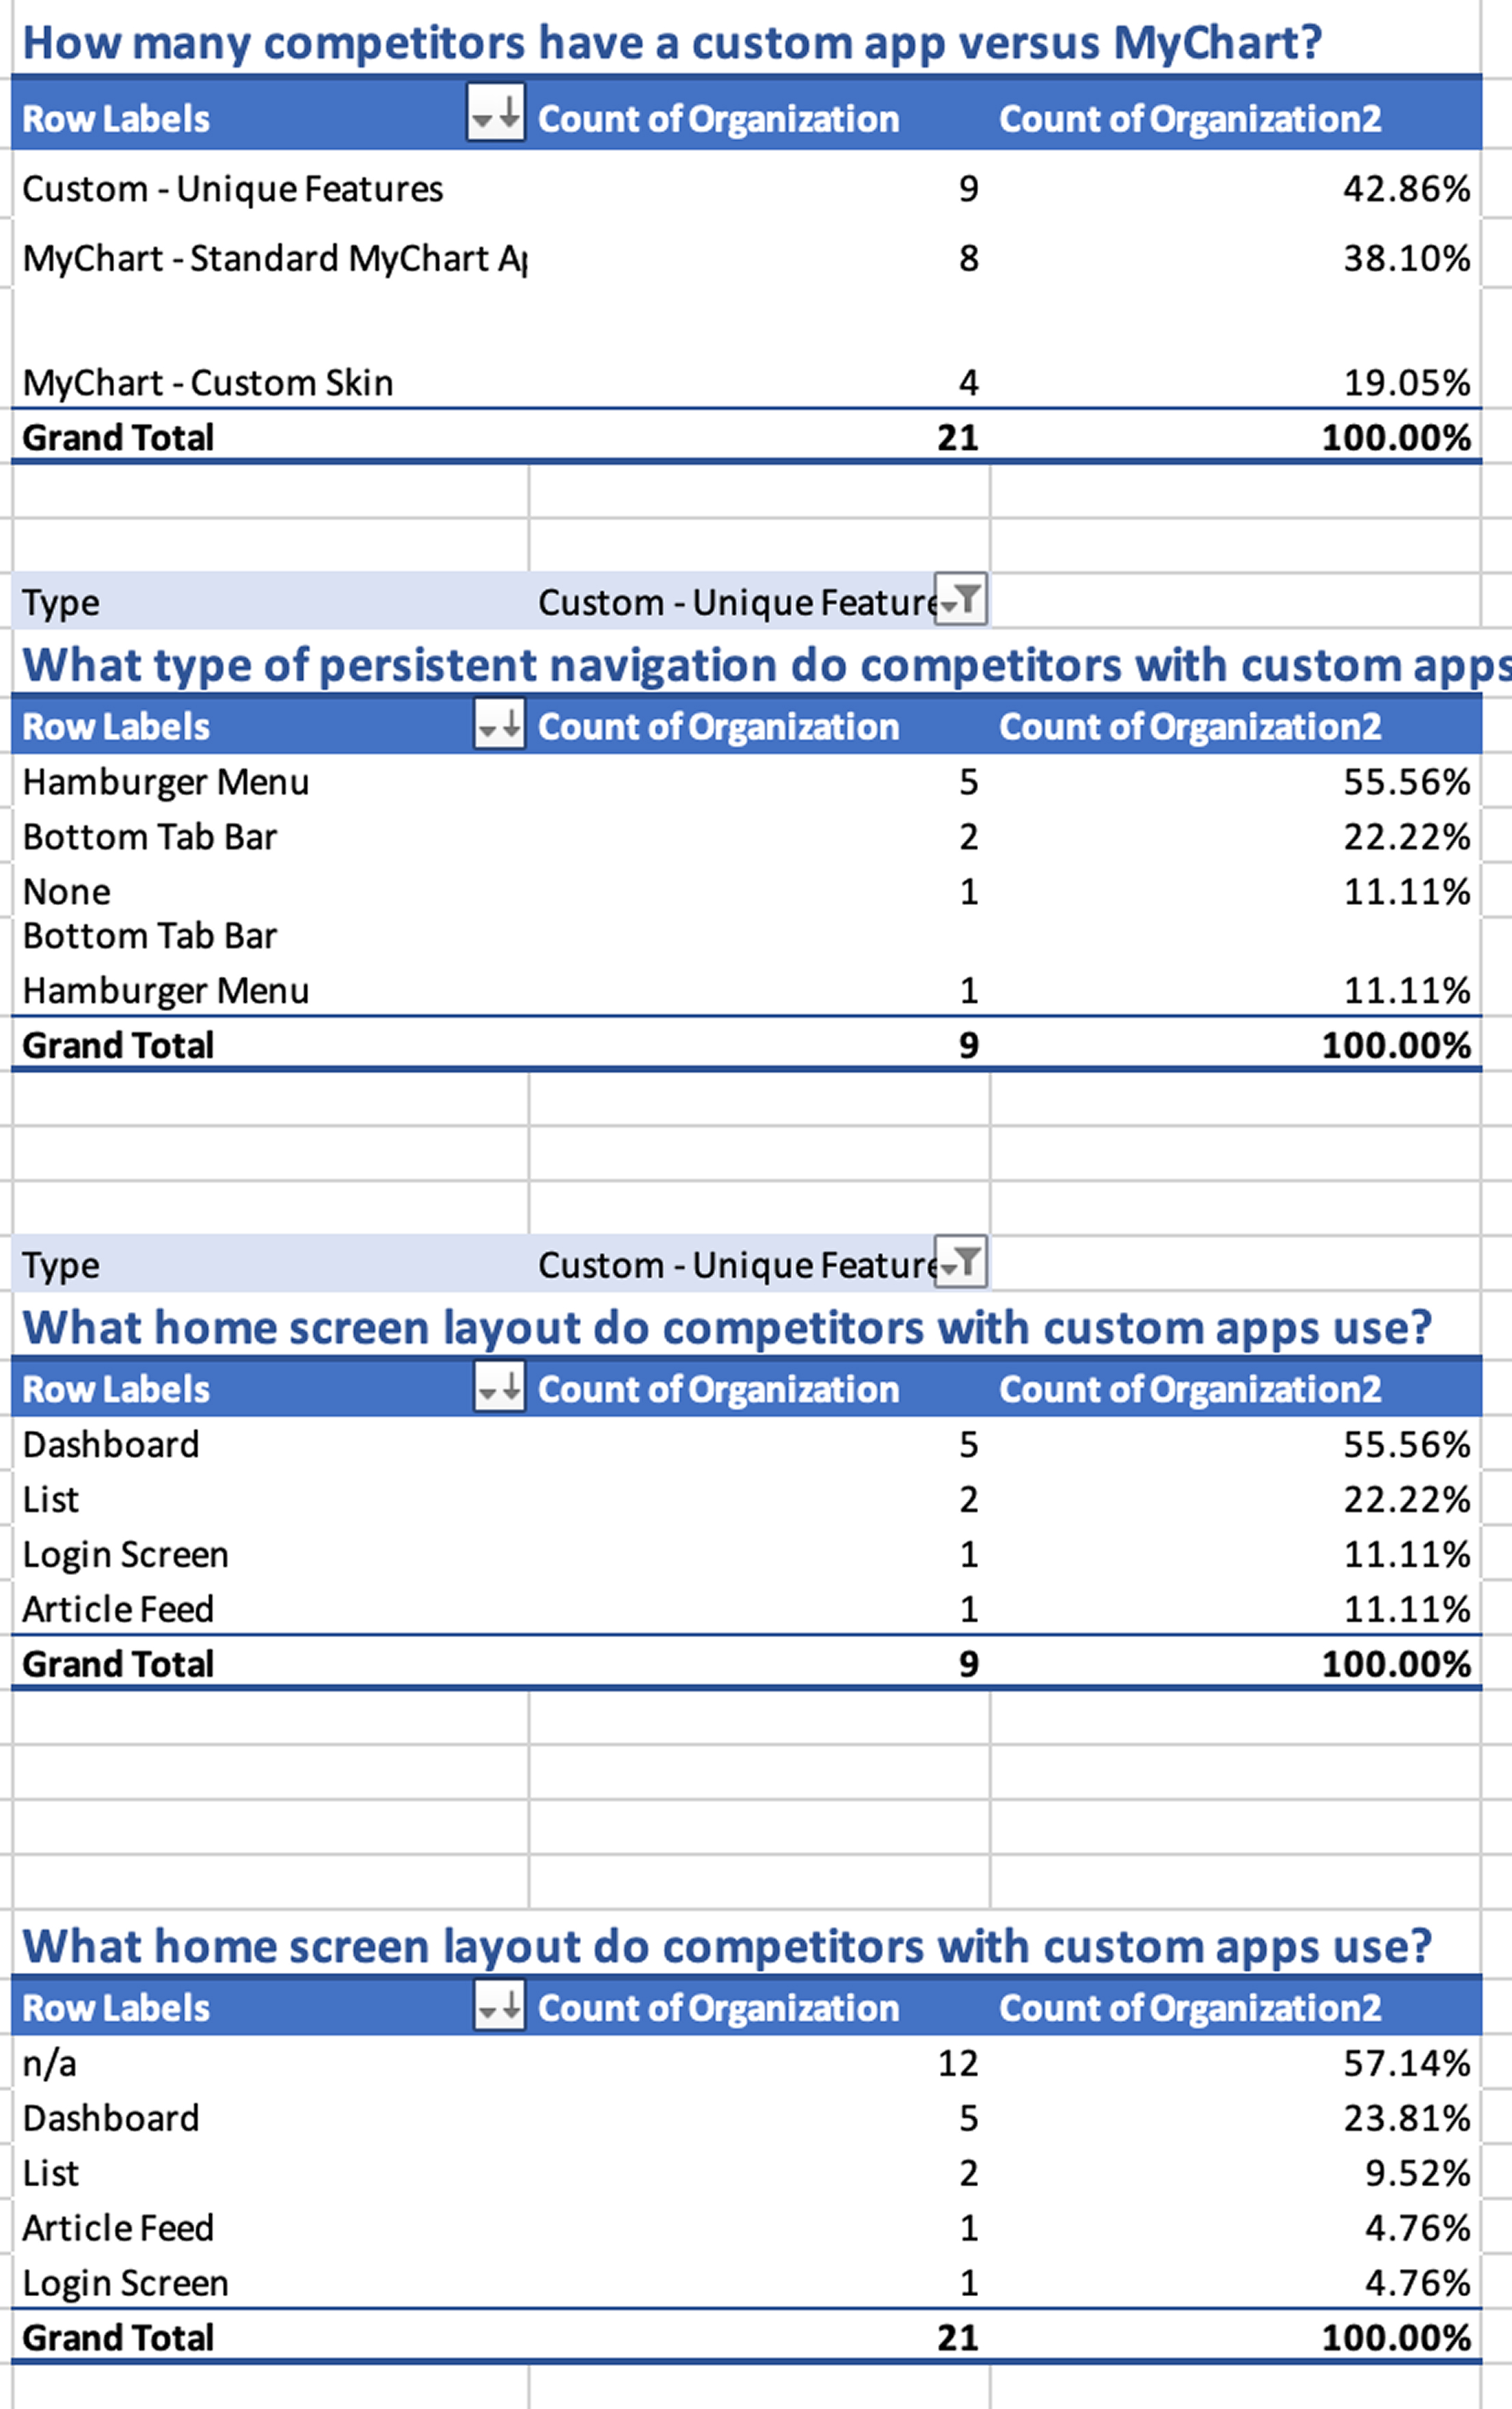 How many competitors have a custom app versus MyChart?
Row Labels Count of Organization Count of Organization2
Custom - Unique Features 9 42.86%
MyChart - Standard MyChart 8 38.10%
MyChart - Custom Skin 4 19.05%
Grand Total 21 100.00%
Type Custom - Unique Feature
What type of persistent navigation do competitors with custom apps
Row Labels Count of Organization Count of Organization2
Hamburger Menu 5 55.56%
Bottom Tab Bar 2 22.22%
None 1 11.11%
Bottom Tab Bar
Hamburger Menu 1 11.11%
Grand Total 9 100.00%
Type Custom - Unique Feature
What home screen layout do competitors with custom apps use?
Row Labels Count of Organization Count of Organization2
Dashboard 5 55.56%
List 2 22.22%
Login Screen 1 11.11%
Article Feed 1 11.11%
Grand Total 9 100.00%
What home screen layout do competitors with custom apps use?
Row Labels Count of Organization Count of Organization2
n/a 12 57.14%
Dashboard 5 23.81%
List 2 9.52%
Article Feed 1 4.76%
Login Screen 1 4.76%
Grand Total 21 100.00%